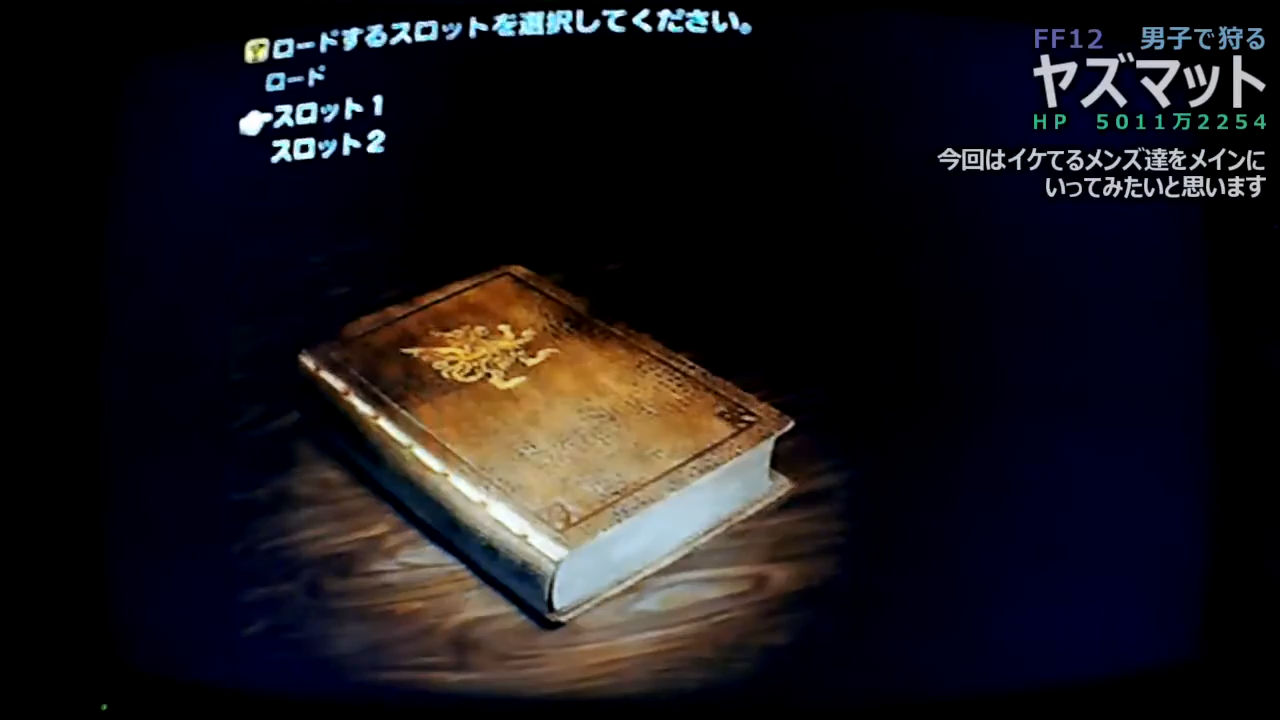 ロードするスロットを選択してください。
ロード
スロット1
スロット2
FF12 男子で狩る
ヤズマット
HP 5011万2254
今回はイケてるメンズ達をメインに
いってみたいと思います